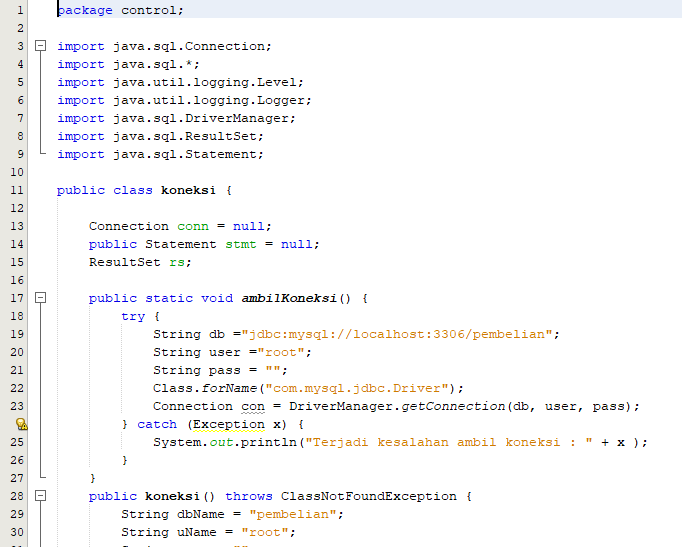 1 package control;
2
3 import java.sql.Connection;
4 import java.sql.*;
5 import java.util.logging.Level;
6 import java.util.logging.Logger;
7 import java.sql.DriverManager;
8 import java.sql.ResultSet;
9 import java.sql.Statement;
10
11 public class koneksi {
12
13 Connection conn = null;
14 public Statement stmt = null;
15 ResultSet rs;
16
17 public static void ambilKoneksi() {
18 try {
19 String db ="jdbc:mysql://localhost:3306/pembelian";
20 String user ="root";
21 String pass = "";
22 Class.forName("com.mysql.jdbc.Driver");
23 Connection con = DriverManager.getConnection(db, user, pass);
} catch (Exception x) {
25 System.out.println("Terjadi kesalahan ambil koneksi : " + x );
26 }
27 }
28 public koneksi() throws ClassNotFoundException {
29 String dbName = "pembelian";
30 String uName = "root";